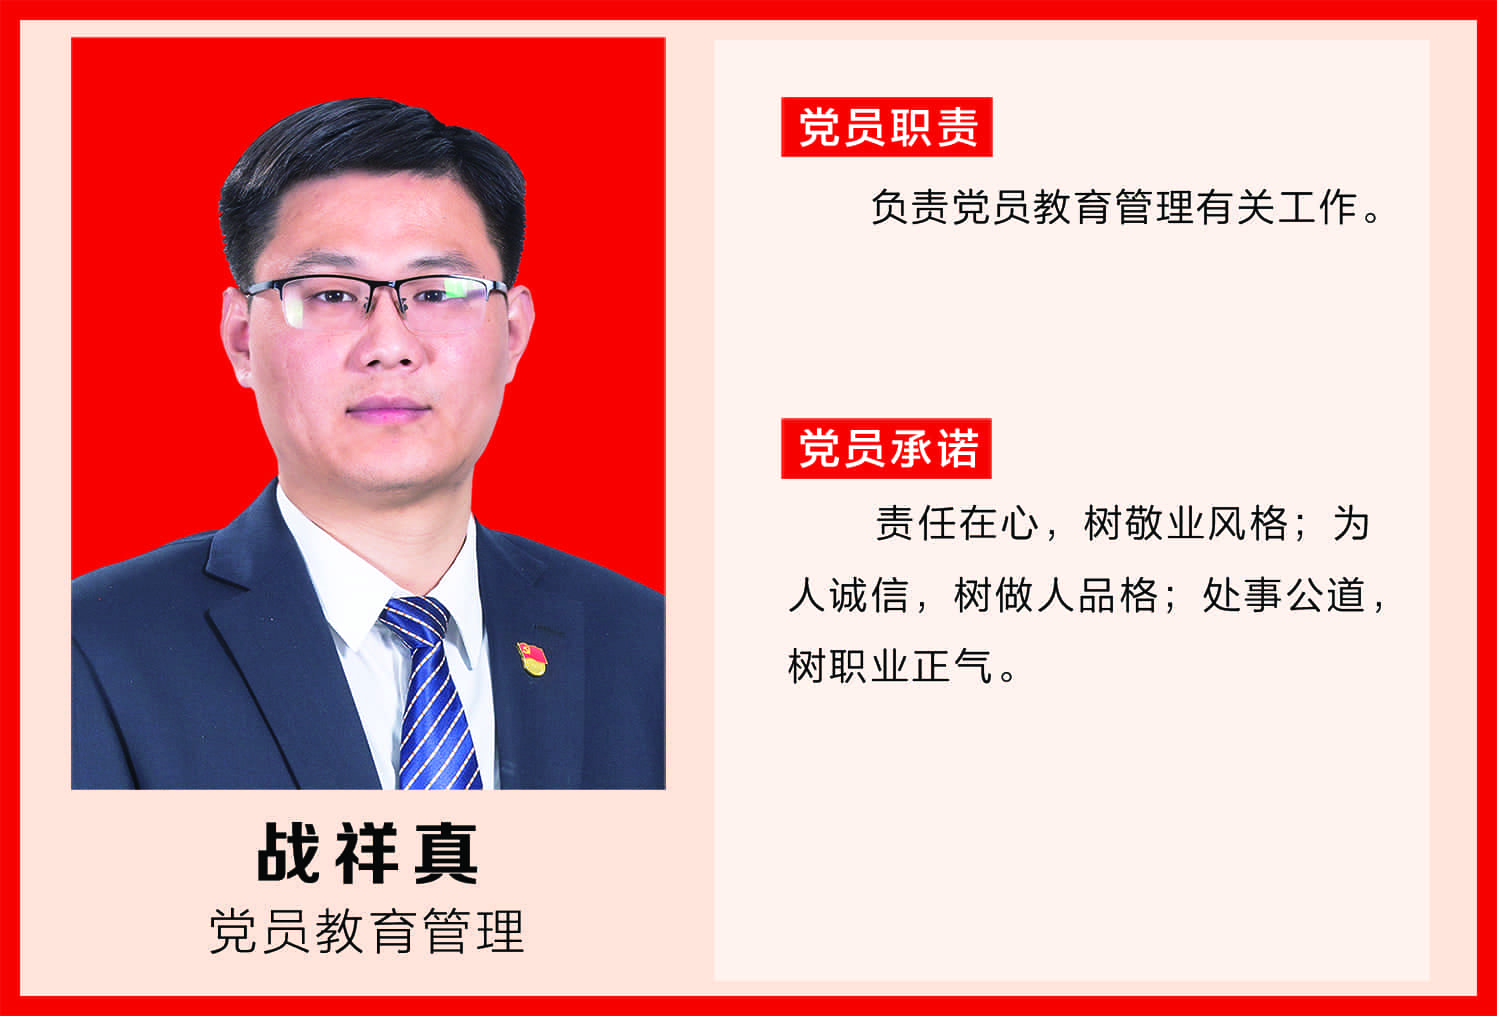 党员职责
负责党员教育管理有关工作。
党员承诺
责任在心，树敬业风格；为
人诚信，树做人品格；处事公道，
树职业正气。
战祥真
党员教育管理